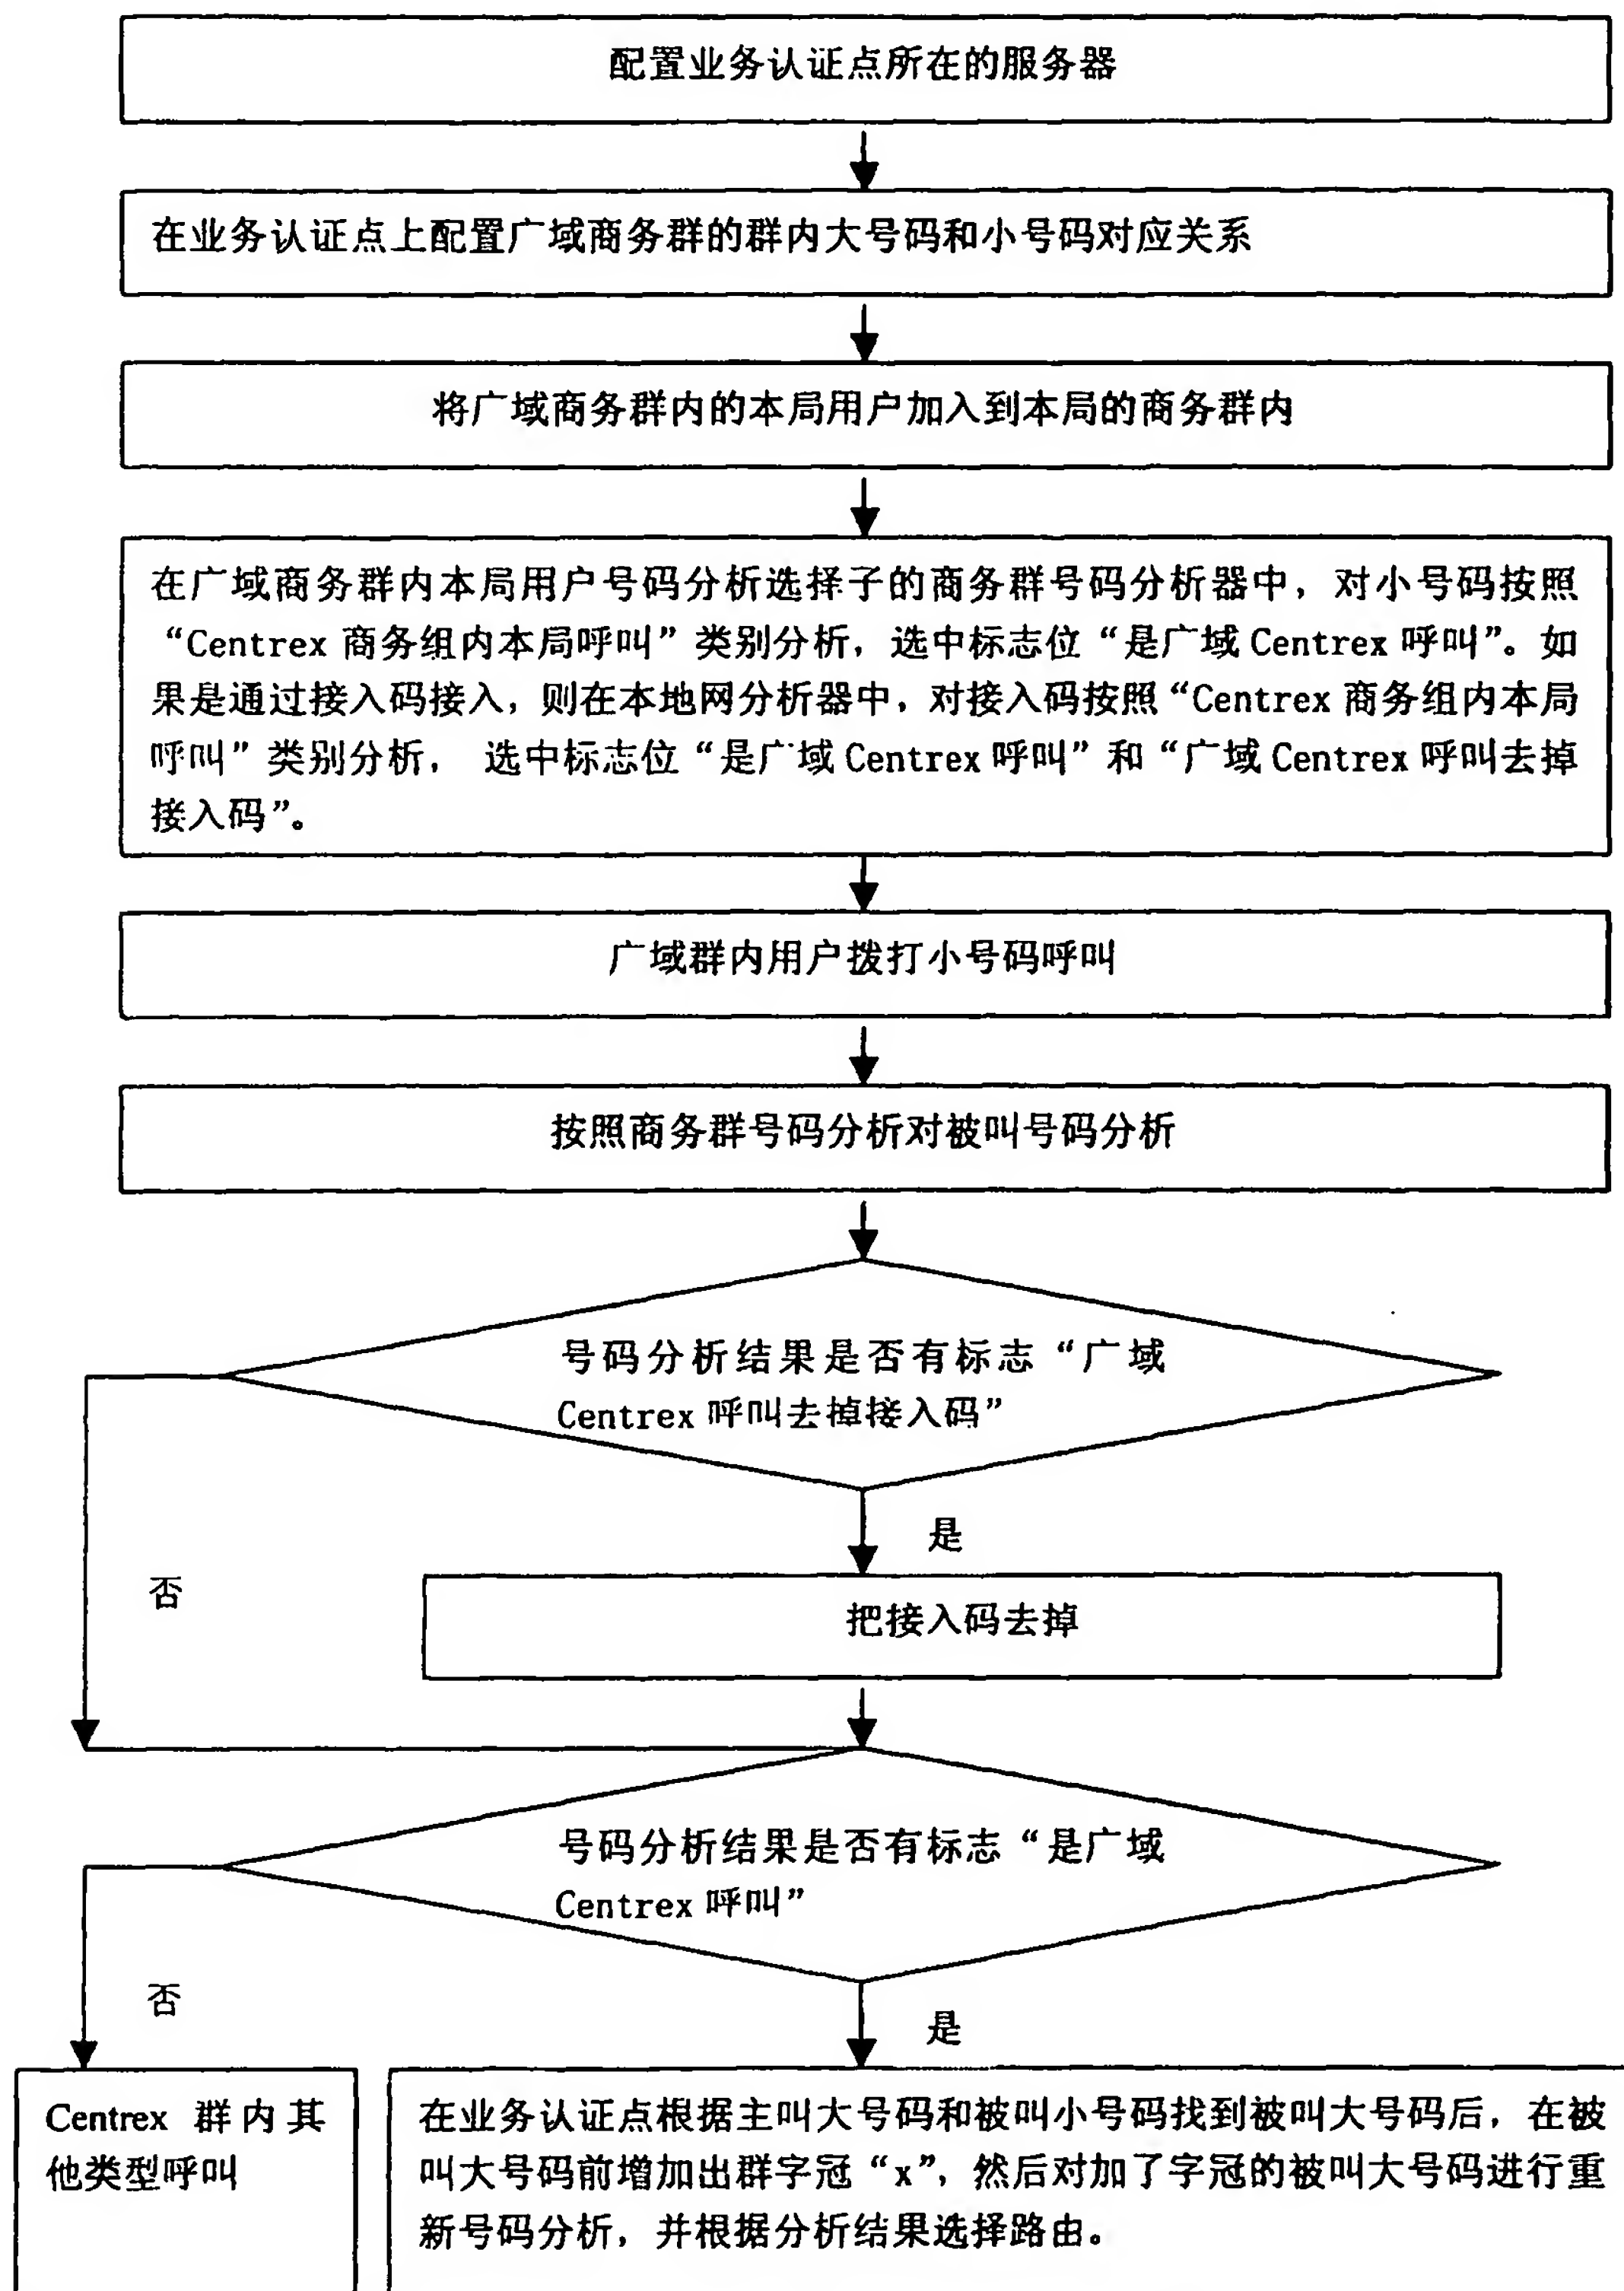 配置业务认证点所在的服务器
在业务认证点上配置广域商务群的群内大号码和小号码对应关系
将广域商务群内的本局用户加入到本局的商务群内
在广域商务群内本局用户号码分析选择子的商务群号码分析器中，对小号码按照
“Centrex 商务组内本局呼叫”类别分析，选中标志位“是广域 Centrex 呼叫”。如
果是通过接入码接入，则在本地网分析器中，对接入码按照“Centrex 商务组内本局
呼叫”类别分析， 选中标志位“是广域 Centrex 呼叫”和“广域 Centrex 呼叫去掉
接入码”。
广域群内用户拨打小号码呼叫
按照商务群号码分析对被叫号码分析
号码分析结果是否有标志“广域
Centrex 呼叫去掉接入码”
是
否
把接入码去掉
号码分析结果是否有标志“是广域
Centrex 呼叫”
否
是
Centrex 群内其
他类型呼叫
在业务认证点根据主叫大号码和被叫小号码找到被叫大号码后，在被
叫大号码前增加出群字冠“x”，然后对加了字冠的被叫大号码进行重
新号码分析，并根据分析结果选择路由。